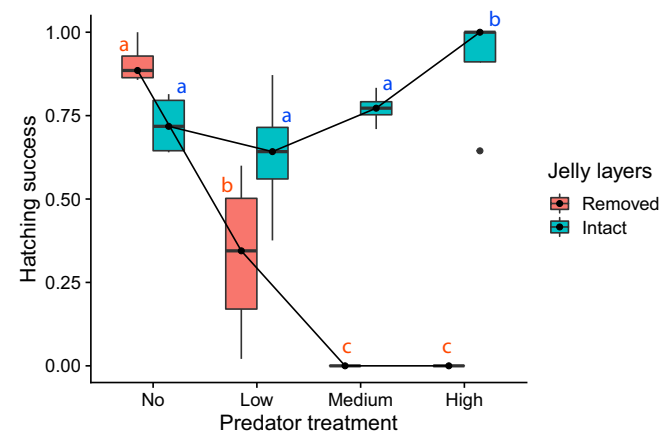 1.00
0.75
0.50
0.25
0.00
Hatching success
a
a
b
a
c
a
c
b
No
Low
Medium
High
Predator treatment
Jelly layers
Removed
Intact